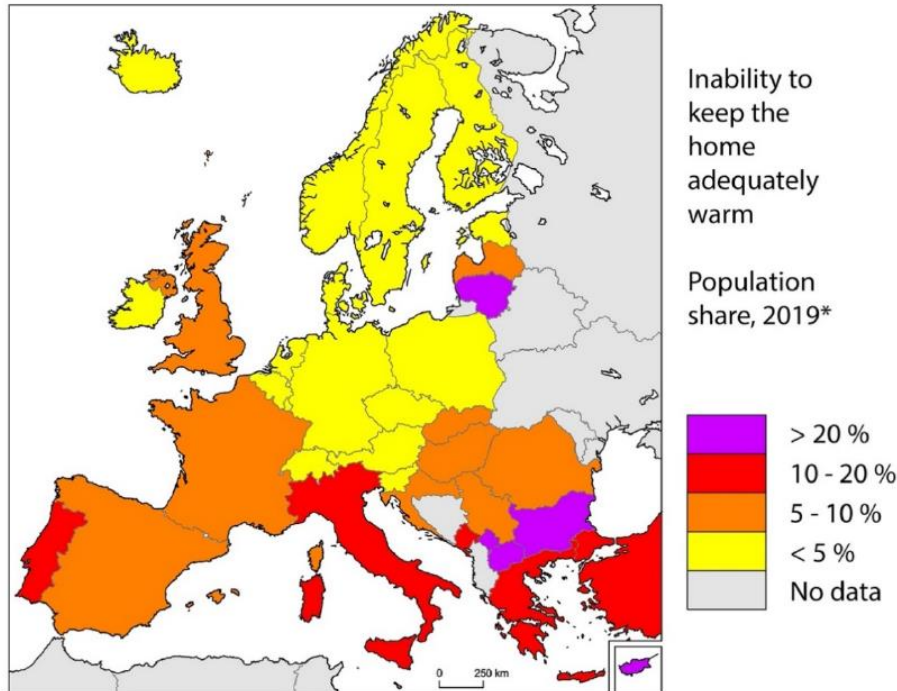 Inability to
keep the
home
adequately
warm
Population
share, 2019*
> 20 %
10 - 20 %
5 - 10 %
< 5 %
No data
0 250 km